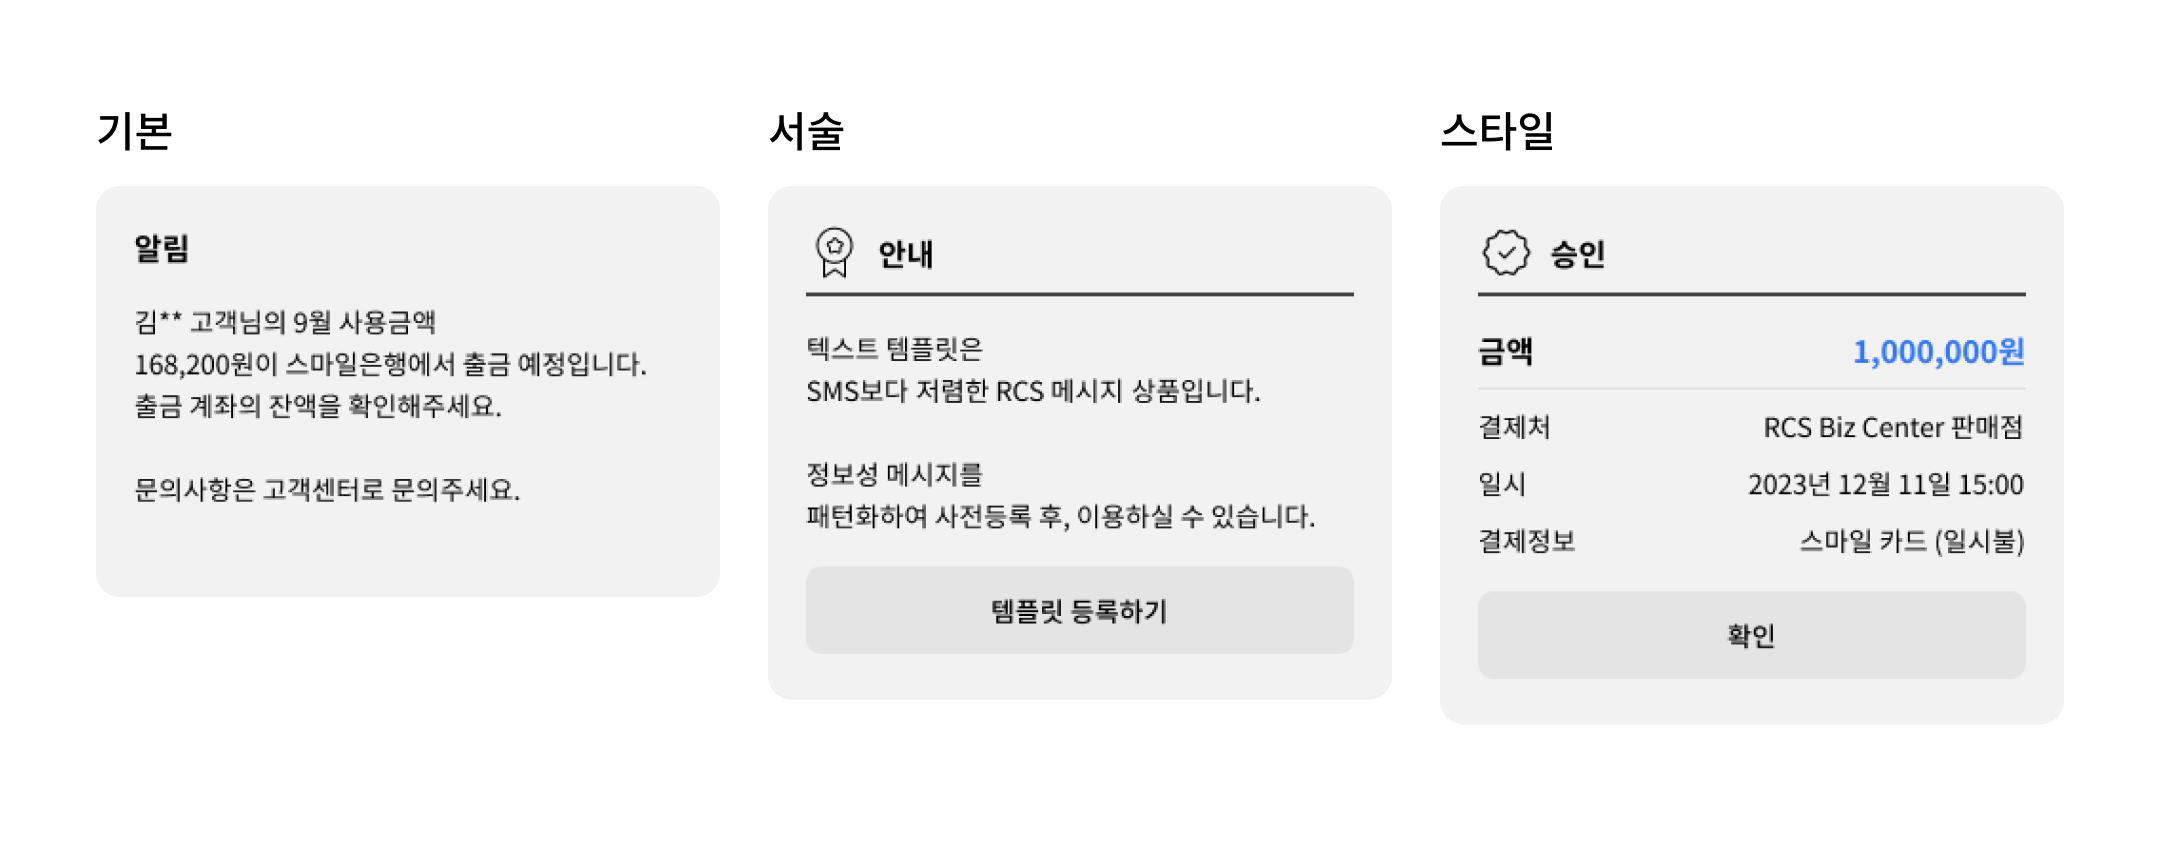 기본
알림
김** 고객님의 9월 사용금액
168,200원이 스마일은행에서 출금 예정입니다.
출금 계좌의 잔액을 확인해주세요.
문의사항은 고객센터로 문의주세요.
서술
안내
텍스트 템플릿은
SMS보다 저렴한 RCS 메시지 상품입니다.
정보성 메시지를
패턴화하여 사전등록 후, 이용하실 수 있습니다.
템플릿 등록하기
스타일
승인
금액 1,000,000원
결제처 RCS Biz Center 판매점
일시 2023년 12월 11일 15:00
결제정보 스마일 카드 (일시불)
확인